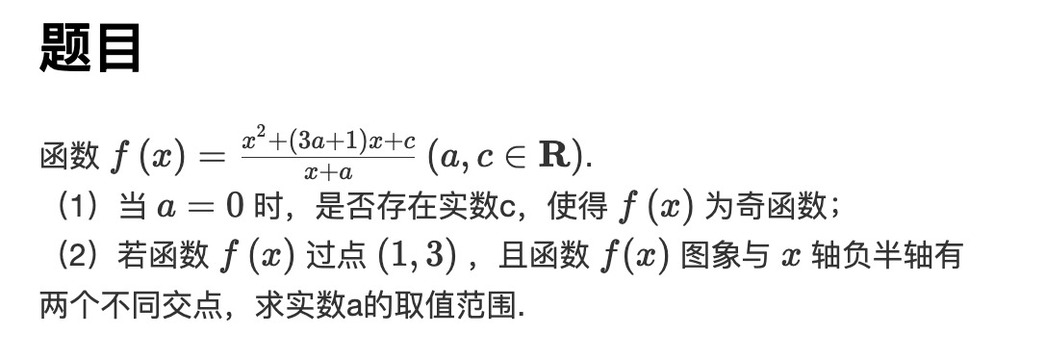 题目
函数 f(x) = \frac{x^2+(3a+1)x+c}{x+a} (a, c ∈ R).
（1）当 a = 0 时，是否存在实数c，使得 f(x) 为奇函数；
（2）若函数 f(x) 过点 (1, 3)，且函数 f(x) 图象与 x 轴负半轴有
两个不同交点，求实数a的取值范围.